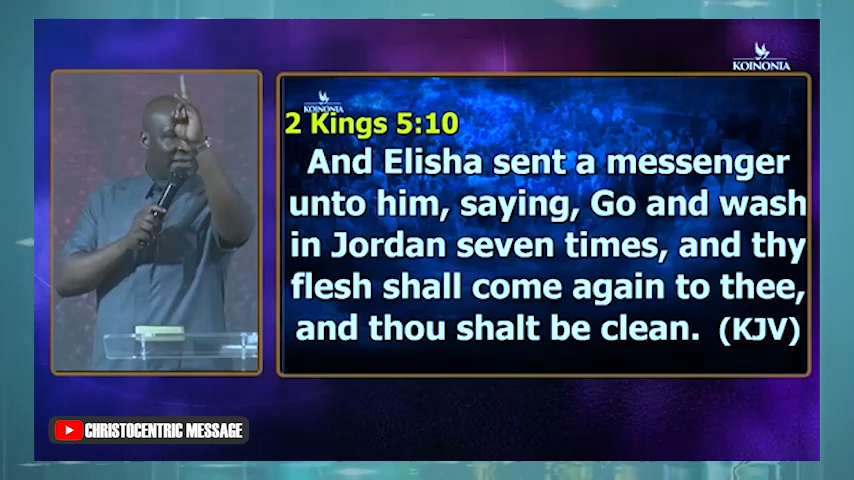 KOINONIA
KOINONIA
2 Kings 5:10
And Elisha sent a messenger
unto him, saying, Go and wash
in Jordan seven times, and thy
flesh shall come again to thee,
and thou shalt be clean. (KJV)
CHRISTOCENTRIC MESSAGE